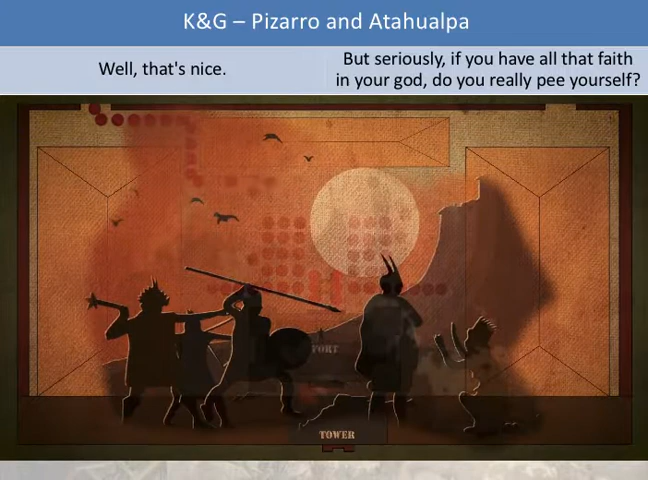 K&G – Pizarro and Atahualpa
Well, that's nice.
But seriously, if you have all that faith
in your god, do you really pee yourself?
FORT
TOWER